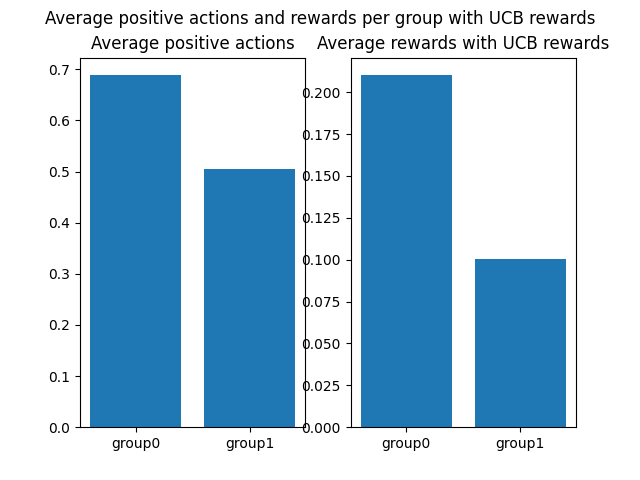 Average positive actions and rewards per group with UCB rewards
Average positive actions
0.7
0.6
0.5
0.4
0.3
0.2
0.1
0.0
group0
group1
Average rewards with UCB rewards
0.200
0.175
0.150
0.125
0.100
0.075
0.050
0.025
0.000
group0
group1